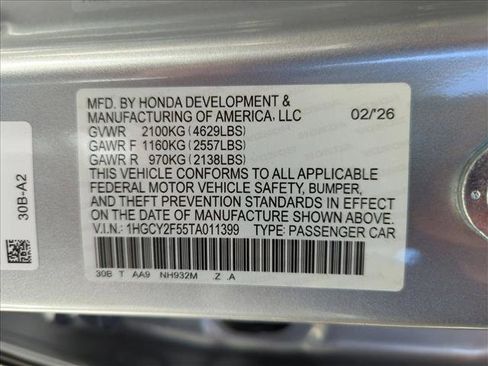 MFD. BY HONDA DEVELOPMENT &
MANUFACTURING OF AMERICA, LLC 02/'26
GVWR 2100KG (4629LBS)
GAWR F 1160KG (2557LBS)
GAWR R 970KG (2138LBS)
THIS VEHICLE CONFORMS TO ALL APPLICABLE
FEDERAL MOTOR VEHICLE SAFETY, BUMPER,
AND THEFT PREVENTION STANDARDS IN EFFECT
ON THE DATE OF MANUFACTURE SHOWN ABOVE.
V.I.N.: 1HGCY2F55TA011399 TYPE: PASSENGER CAR
30B T AA9 NH932M .Z .A
30B-A2